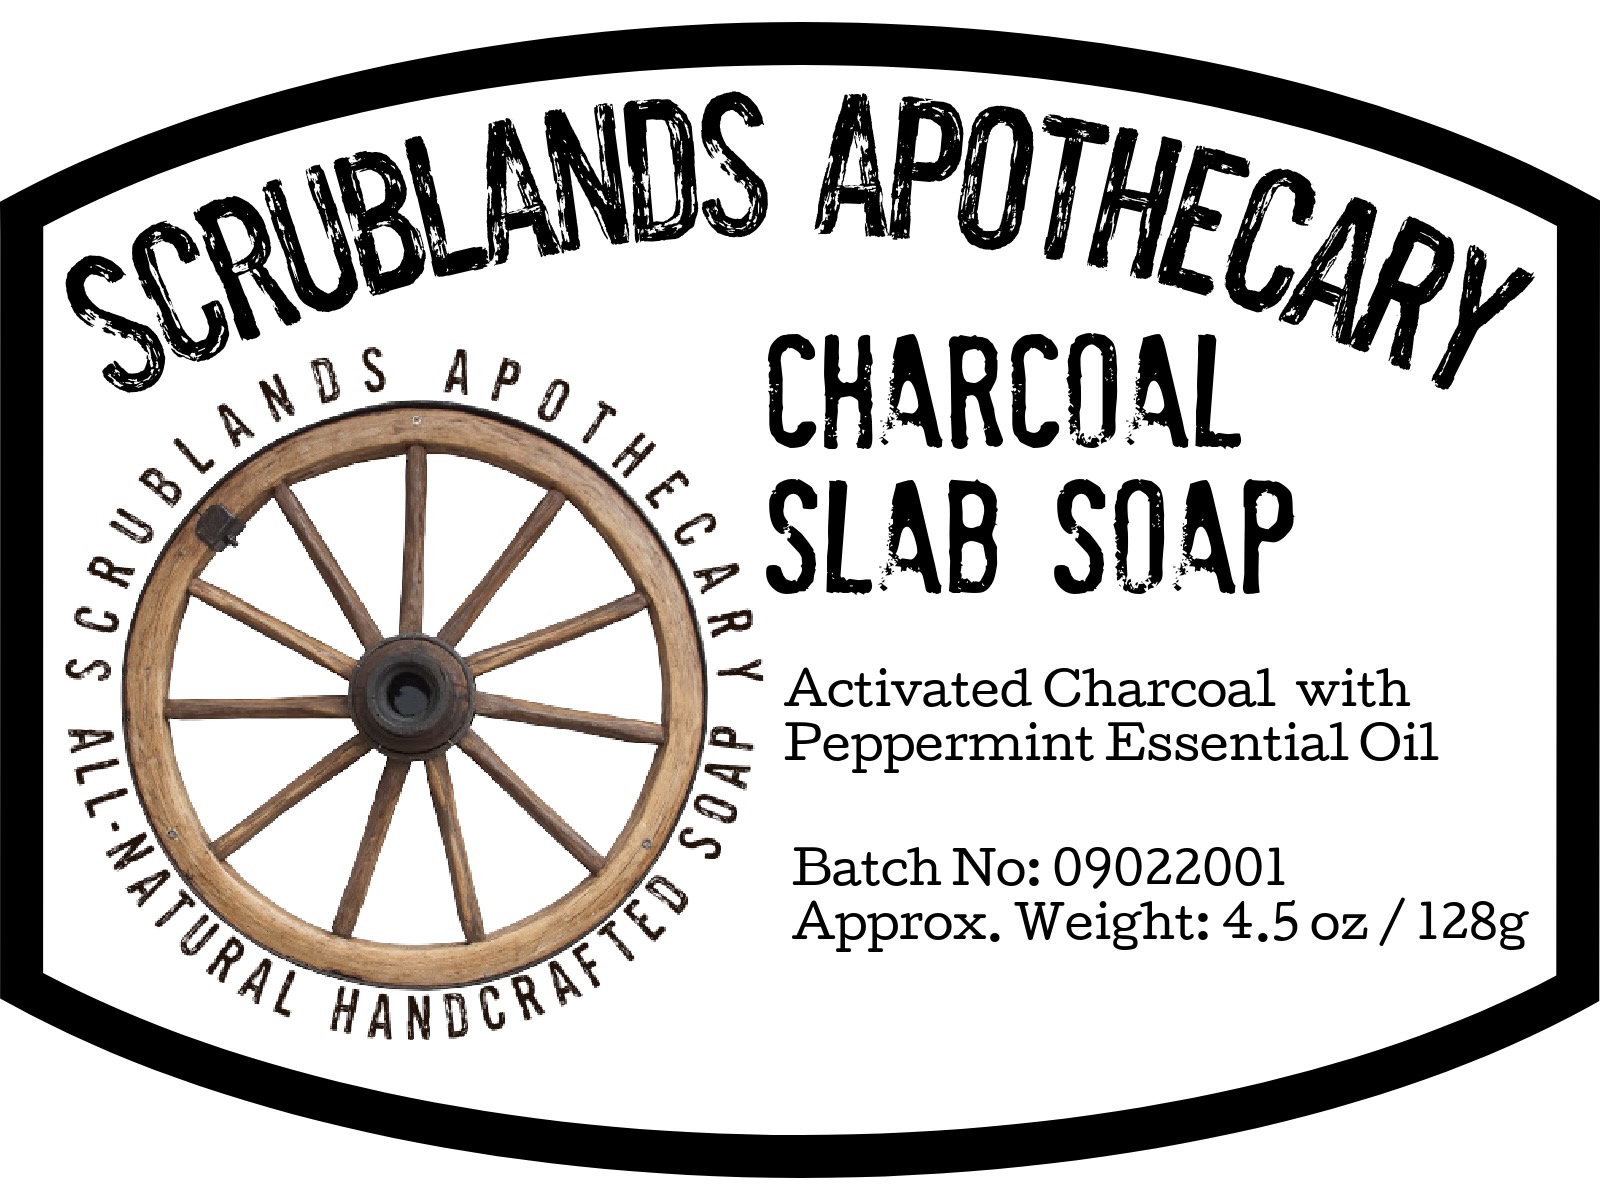 SCRUBLANDS APOTHECARY
SCRUBLANDS APOTHECARY
ALL-NATURAL HANDCRAFTED SOAP
CHARCOAL
SLAB SOAP
Activated Charcoal with
Peppermint Essential Oil
Batch No: 09022001
Approx. Weight: 4.5 oz / 128g